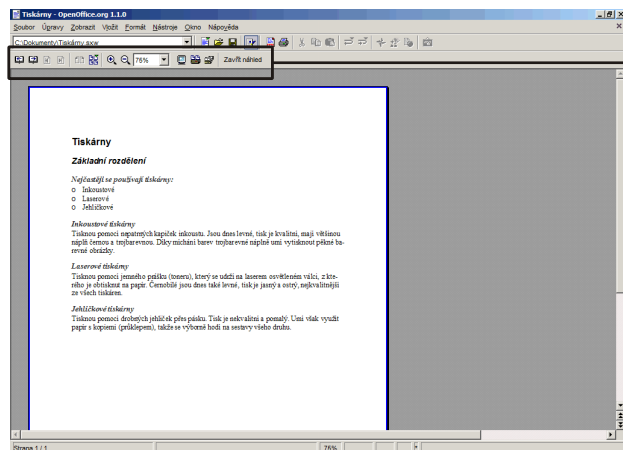 Tiskárny - OpenOffice.org 1.1.0
Soubor Úpravy Zobrazit Vložit Formát Nástroje Okno Nápověda
C:\Dokumenty\Tiskárny.sxw
76% Zavřít náhled
Tiskárny
Základní rozdělení
Nejčastěji se používají tiskárny:
Inkoustové
Laserové
Jehličkové
Inkoustové tiskárny
Tisknou pomocí nepatrných kapiček inkoustu. Jsou dnes levné, tisk je kvalitní, mají většinou
náplň černou a trojbarevnou. Díky míchání barev trojbarevné náplně umí vytisknout pěkné ba-
revné obrázky.
Laserové tiskárny
Tisknou pomocí jemného prášku (toneru), který se udrží na laserem osvětleném válci, z kte-
rého je obtisknut na papír. Černobílé jsou dnes také levné, tisk je jasný a ostrý, nejkvalitnější
ze všech tiskáren.
Jehličkové tiskárny
Tisknou pomocí drobných jehliček přes pásku. Tisk je nekvalitní a pomalý. Umí však využít
papír s kopiemi (průklepem), takže se výborně hodí na sestavy všeho druhu.
Strana 1 / 1 76%